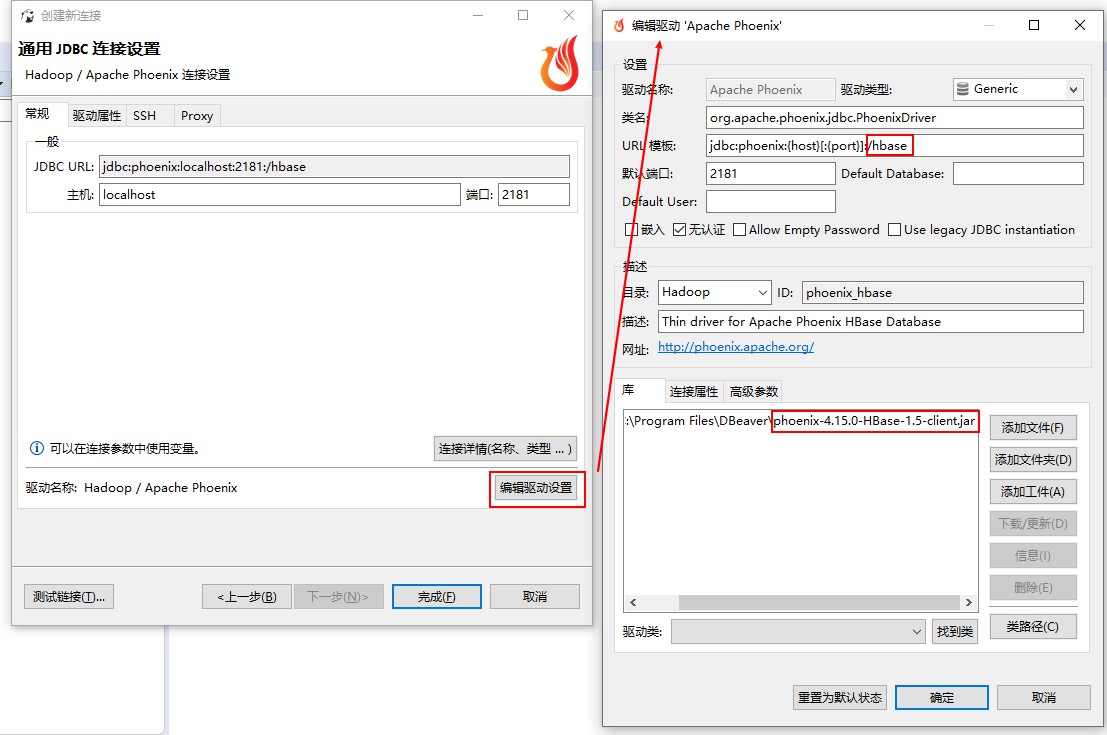 创建新连接
通用 JDBC 连接设置
Hadoop / Apache Phoenix 连接设置
常规 驱动属性 SSH Proxy
一般
JDBC URL: jdbc:phoenix:localhost:2181:/hbase
主机: localhost 端口: 2181
可以在连接参数中使用变量。 连接详情(名称、类型 ... )
驱动名称: Hadoop / Apache Phoenix 编辑驱动设置
测试链接(T)... <上一步(B) 下一步(N)> 完成(F) 取消
编辑驱动 'Apache Phoenix'
设置
驱动名称: Apache Phoenix 驱动类型: Generic
类名: org.apache.phoenix.jdbc.PhoenixDriver
URL 模板: jdbc:phoenix:{host}[:{port}]:/hbase
默认端口: 2181 Default Database:
Default User:
嵌入 无认证 Allow Empty Password Use legacy JDBC instantiation
描述
目录: Hadoop ID: phoenix_hbase
描述: Thin driver for Apache Phoenix HBase Database
网址: http://phoenix.apache.org/
库 连接属性 高级参数
:\Program Files\DBeaver\phoenix-4.15.0-HBase-1.5-client.jar
添加文件(F)
添加文件夹(D)
添加工件(A)
下载/更新(D)
信息(I)
删除(E)
类路径(C)
驱动类: 找到类
重置为默认状态 确定 取消